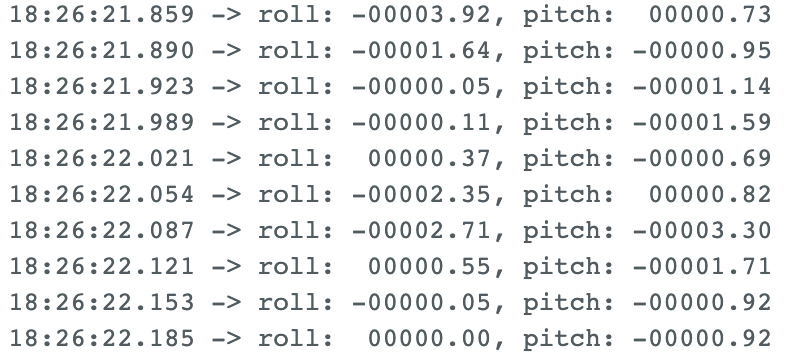 18:26:21.859 -> roll: -00003.92, pitch:  00000.73
18:26:21.890 -> roll: -00001.64, pitch: -00000.95
18:26:21.923 -> roll: -00000.05, pitch: -00001.14
18:26:21.989 -> roll: -00000.11, pitch: -00001.59
18:26:22.021 -> roll:  00000.37, pitch: -00000.69
18:26:22.054 -> roll: -00002.35, pitch:  00000.82
18:26:22.087 -> roll: -00002.71, pitch: -00003.30
18:26:22.121 -> roll:  00000.55, pitch: -00001.71
18:26:22.153 -> roll: -00000.05, pitch: -00000.92
18:26:22.185 -> roll:  00000.00, pitch: -00000.92